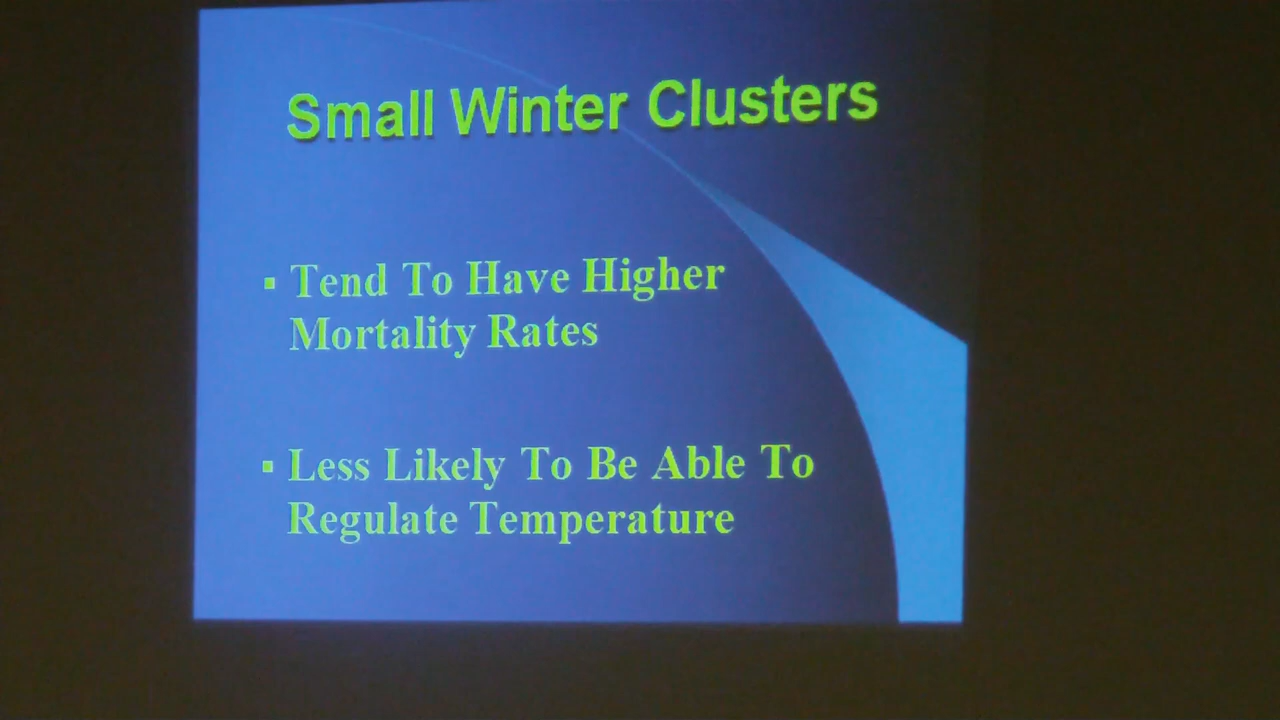 Small Winter Clusters
▪ Tend To Have Higher
Mortality Rates
▪ Less Likely To Be Able To
Regulate Temperature